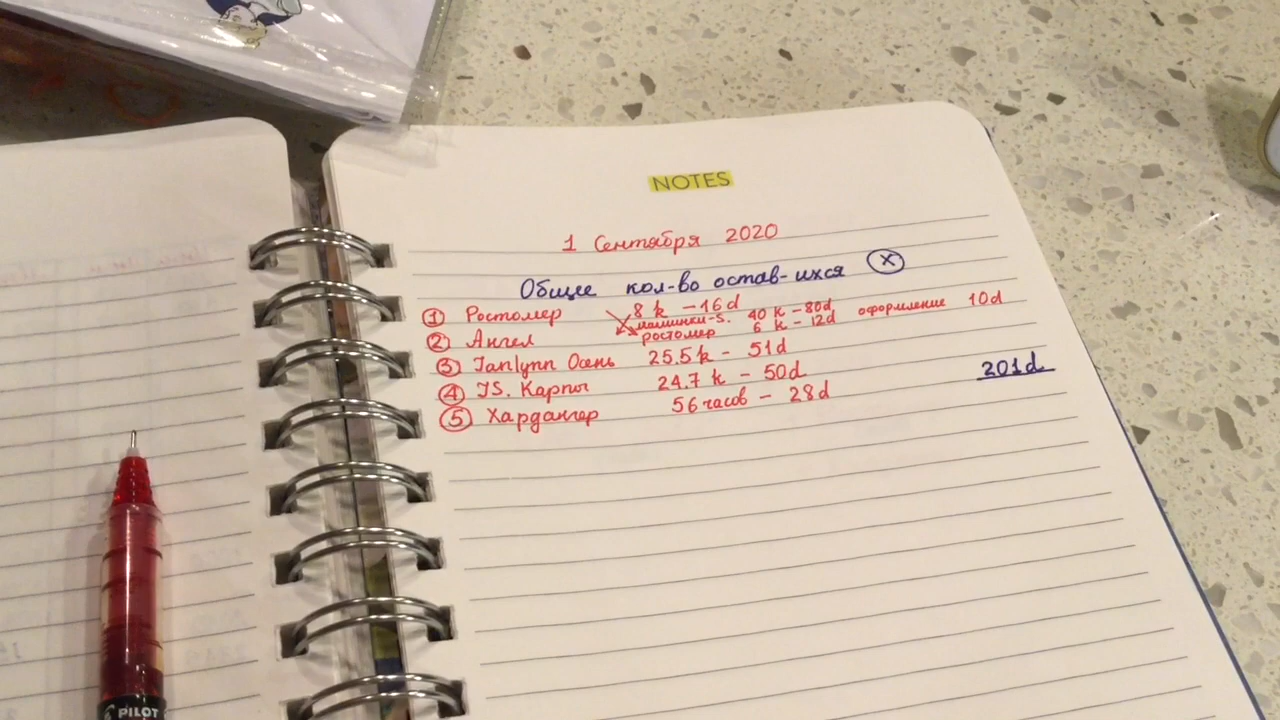 NOTES
1 Сентября 2020
Общее кол-во остав-ихся X
1 Ростомер 8 k - 16d
машинки-S. 40 k - 80d оформление 10d
2 Ангел ростомер 6 k - 12d
3 Janlynn Осень 25.5 k - 51d
4 JS. Карпы 24.7 k - 50d
201d
5 Хардангер 56 часов - 28d
PILOT